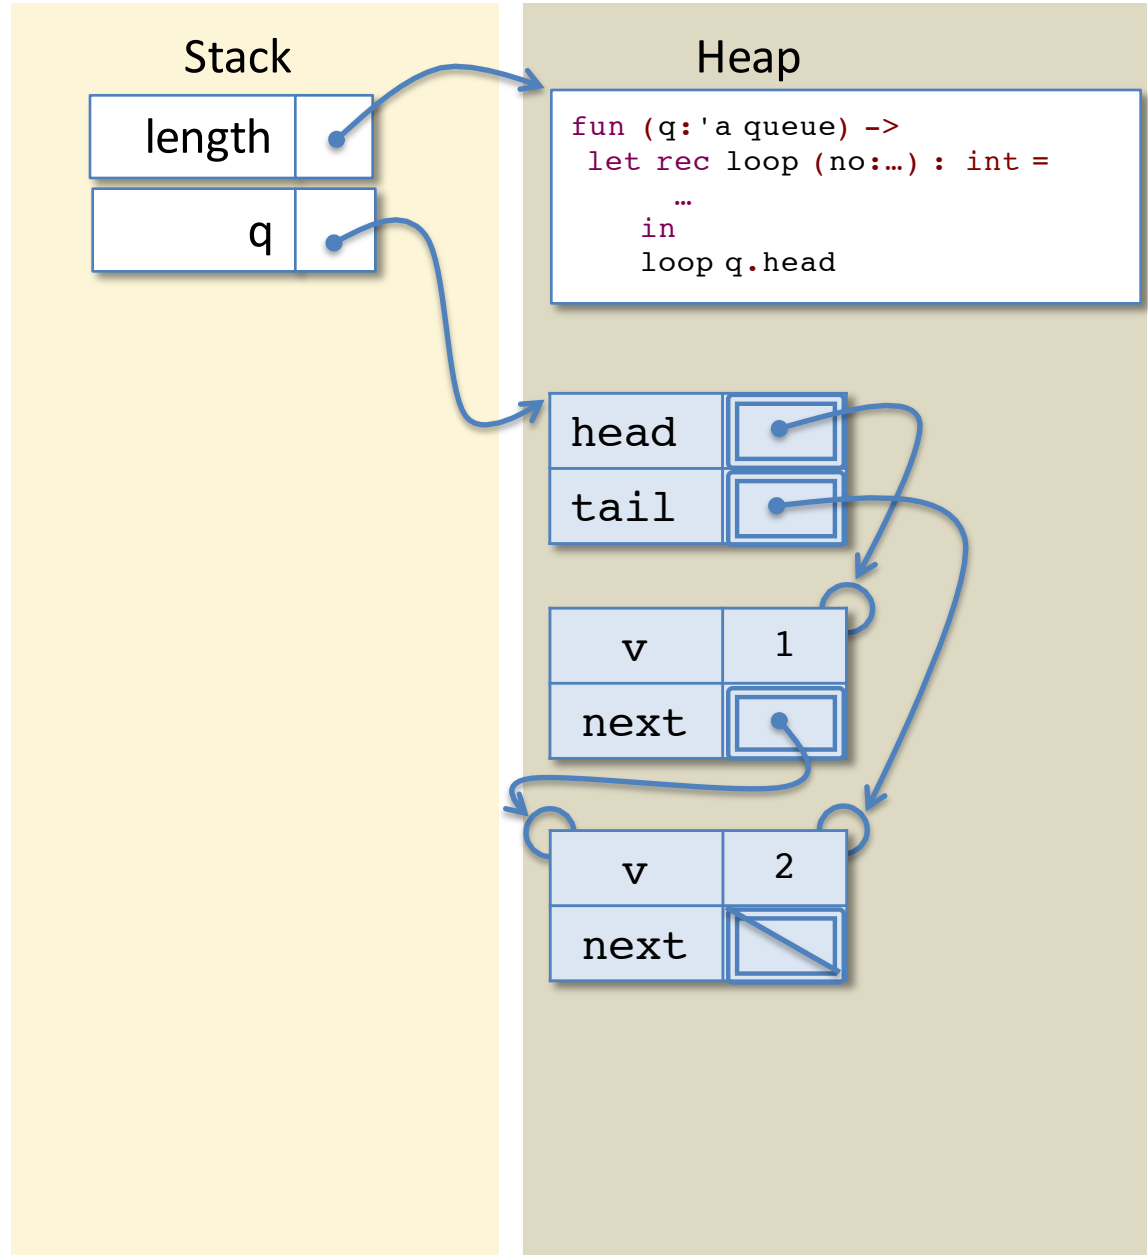 Stack
Heap
length
q
fun (q:'a queue) ->
let rec loop (no:…) : int =
…
in
loop q.head
head
tail
v 1
next
v 2
next